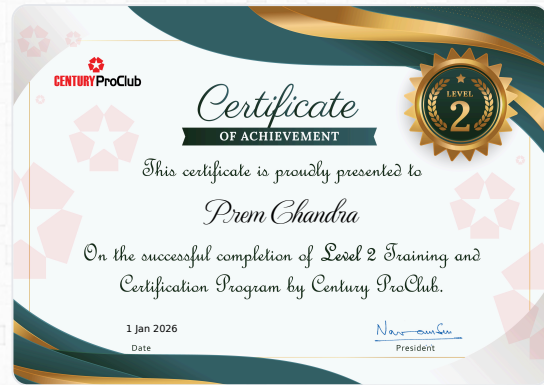 CENTURY ProClub
Certificate
OF ACHIEVEMENT
LEVEL
2
This certificate is proudly presented to
Prem Chandra
On the successful completion of Level 2 Training and
Certification Program by Century ProClub.
1 Jan 2026
Date
President